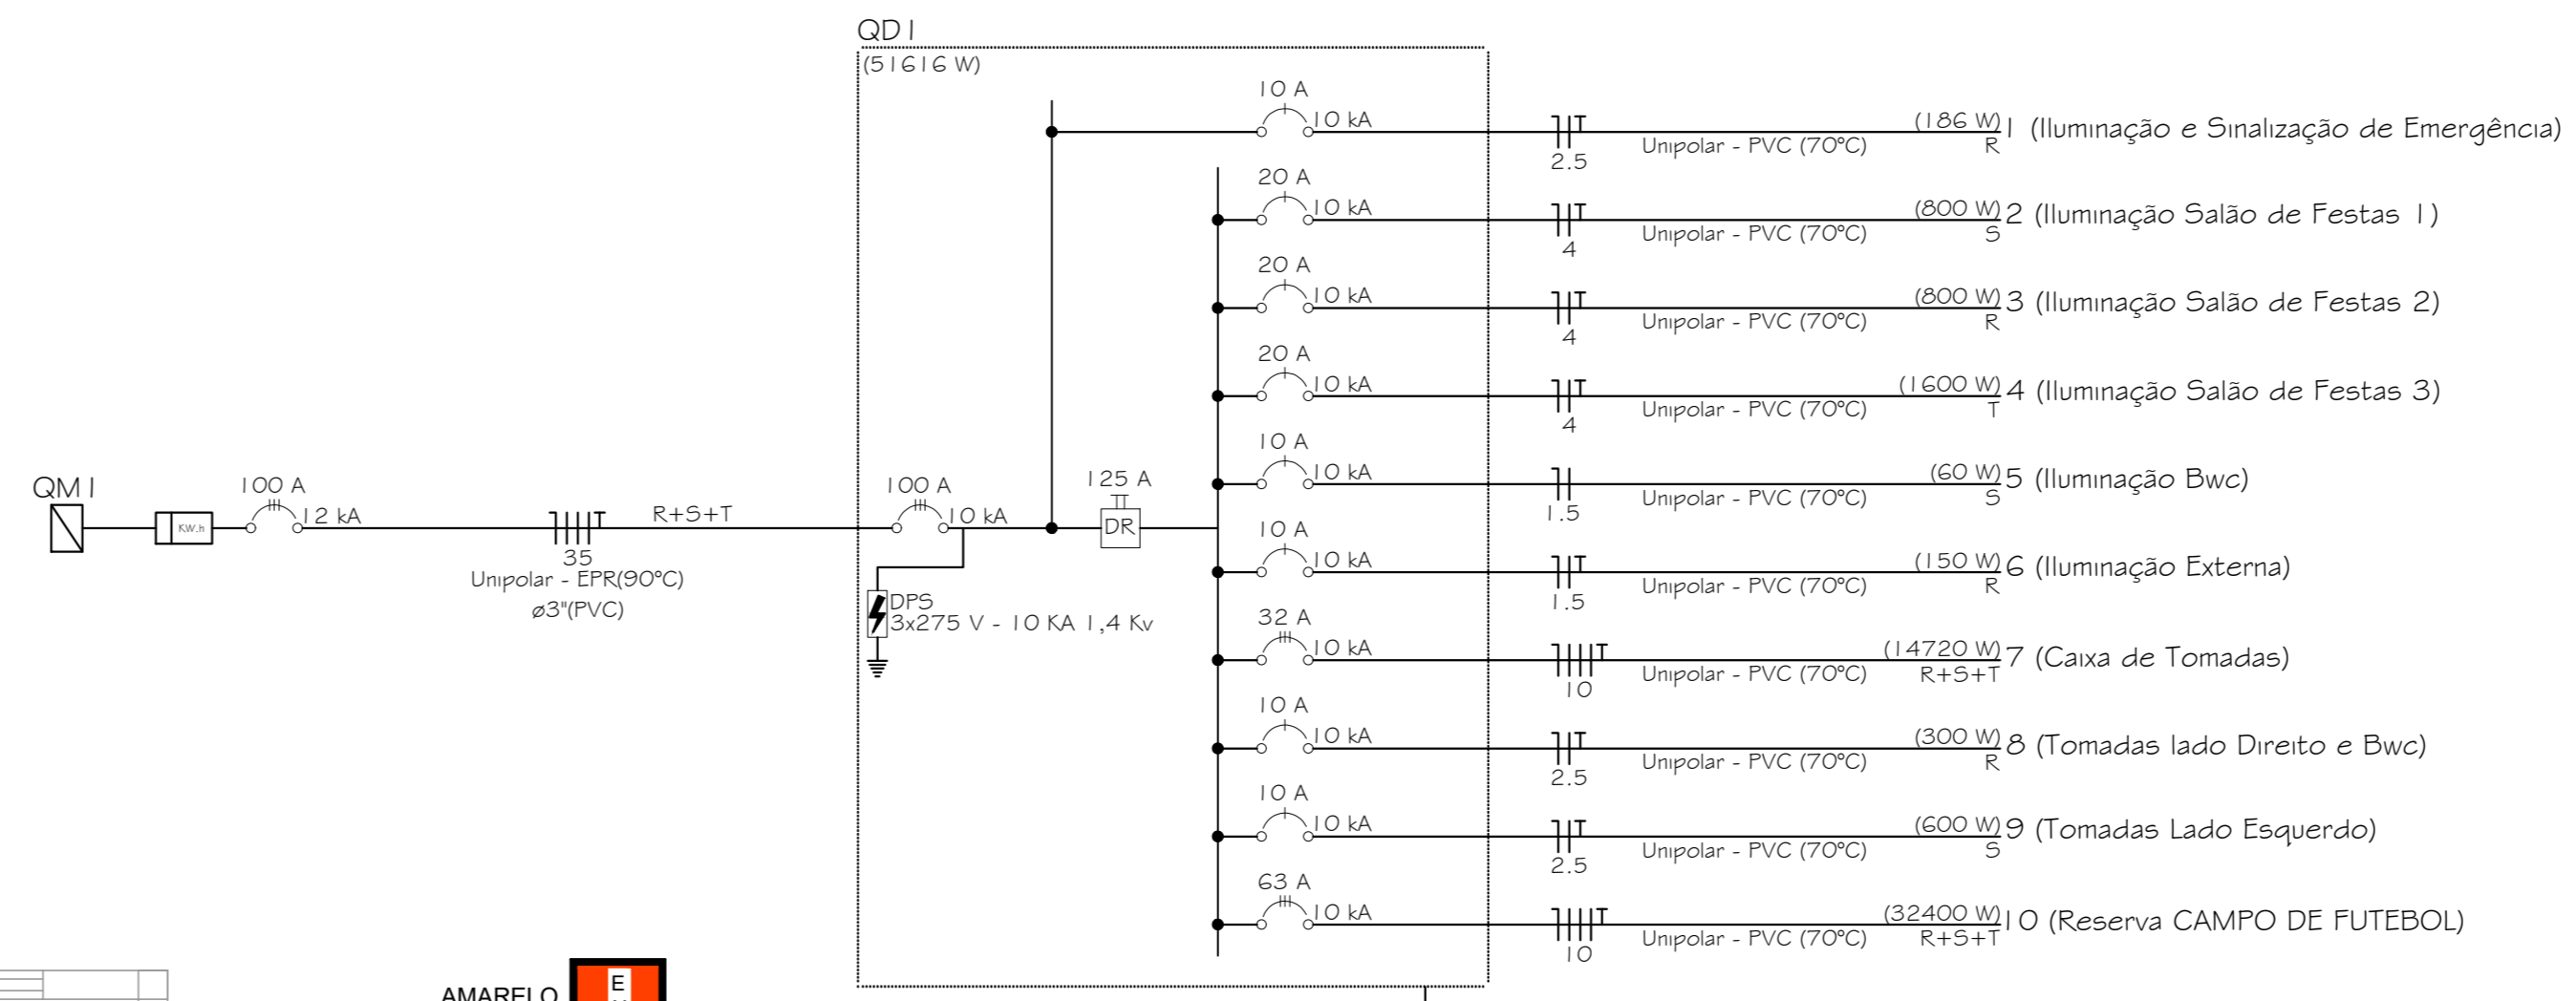 QD1
(51616 W)
10 A
10 kA
2.5
Unipolar - PVC (70°C)
(186 W)
R
1 (Iluminação e Sinalização de Emergência)
20 A
10 kA
4
Unipolar - PVC (70°C)
(800 W)
S
2 (Iluminação Salão de Festas 1)
20 A
10 kA
4
Unipolar - PVC (70°C)
(800 W)
R
3 (Iluminação Salão de Festas 2)
20 A
10 kA
4
Unipolar - PVC (70°C)
(1600 W)
T
4 (Iluminação Salão de Festas 3)
10 A
10 kA
1.5
Unipolar - PVC (70°C)
(60 W)
S
5 (Iluminação Bwc)
QM1
KW.h
100 A
12 kA
35
Unipolar - EPR(90°C)
ø3"(PVC)
R+S+T
100 A
10 kA
125 A
DR
DPS
3x275 V - 10 KA 1,4 Kv
10 A
10 kA
1.5
Unipolar - PVC (70°C)
(150 W)
R
6 (Iluminação Externa)
32 A
10 kA
10
Unipolar - PVC (70°C)
(14720 W)
R+S+T
7 (Caixa de Tomadas)
10 A
10 kA
2.5
Unipolar - PVC (70°C)
(300 W)
R
8 (Tomadas lado Direito e Bwc)
10 A
10 kA
2.5
Unipolar - PVC (70°C)
(600 W)
S
9 (Tomadas Lado Esquerdo)
63 A
10 kA
10
Unipolar - PVC (70°C)
(32400 W)
R+S+T
10 (Reserva CAMPO DE FUTEBOL)
AMARELO
E